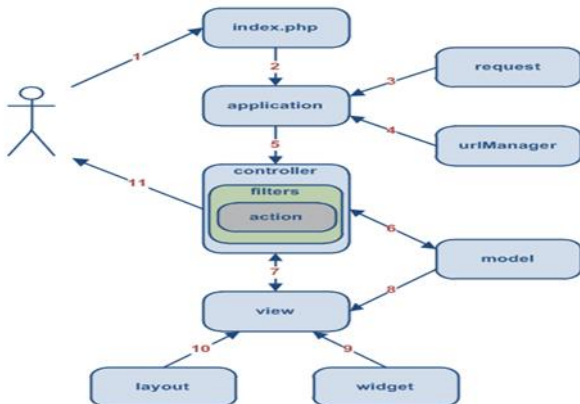 index.php
1
2
request
3
application
4
urlManager
5
controller
filters
action
11
6
7
model
8
view
10
9
layout
widget